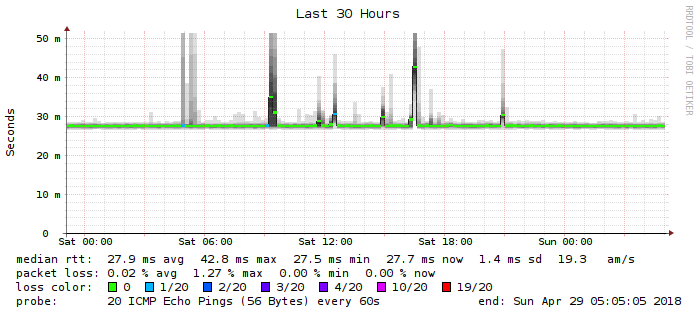 Last 30 Hours
RRDTOOL / TOBI OETIKER
Seconds
50 m
40 m
30 m
20 m
10 m
0
Sat 00:00 Sat 06:00 Sat 12:00 Sat 18:00 Sun 00:00
median rtt: 27.9 ms avg 42.8 ms max 27.5 ms min 27.7 ms now 1.4 ms sd 19.3 am/s
packet loss: 0.02 % avg 1.27 % max 0.00 % min 0.00 % now
loss color: 0 1/20 2/20 3/20 4/20 10/20 19/20
probe: 20 ICMP Echo Pings (56 Bytes) every 60s end: Sun Apr 29 05:05:05 2018